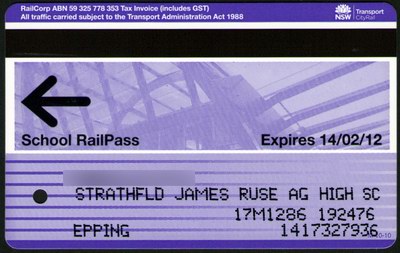 RailCorp ABN 59 325 778 353 Tax Invoice (includes GST)
All traffic carried subject to the Transport Administration Act 1988
NSW
Transport
CityRail
School RailPass
Expires 14/02/12
STRATHFLD JAMES RUSE AG HIGH SC
17M1286 192476
EPPING
1417327936